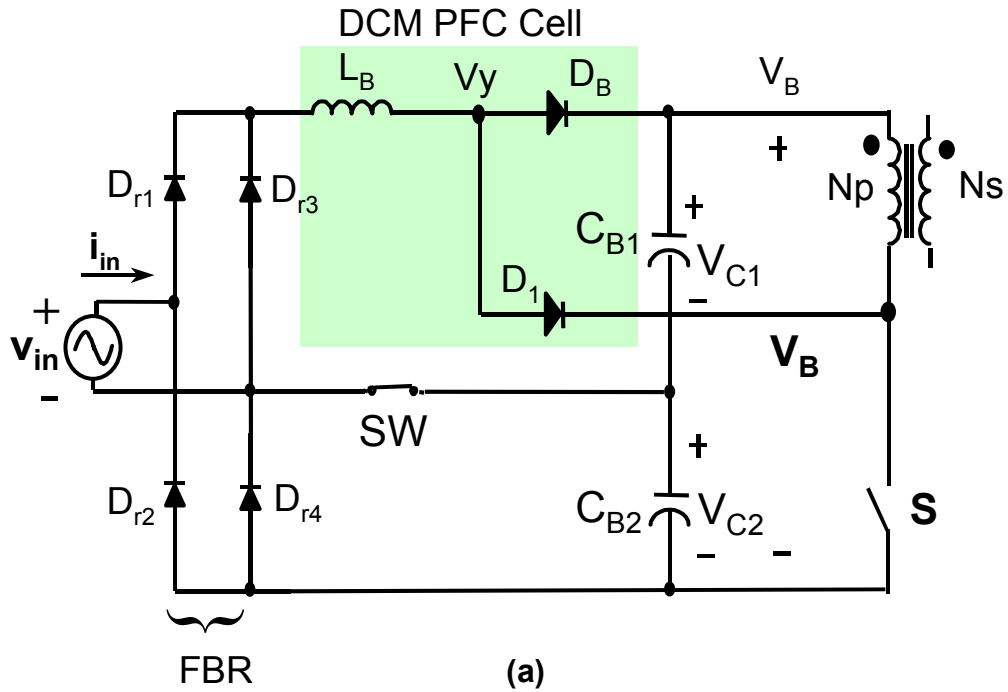 DCM PFC Cell
L_B
Vy
D_B
V_B
+
D_r1
D_r3
Np
Ns
C_B1
+
V_C1
–
i_in
D_1
+
v_in
–
V_B
SW
+
D_r2
D_r4
C_B2
V_C2
–
–
S
FBR
(a)